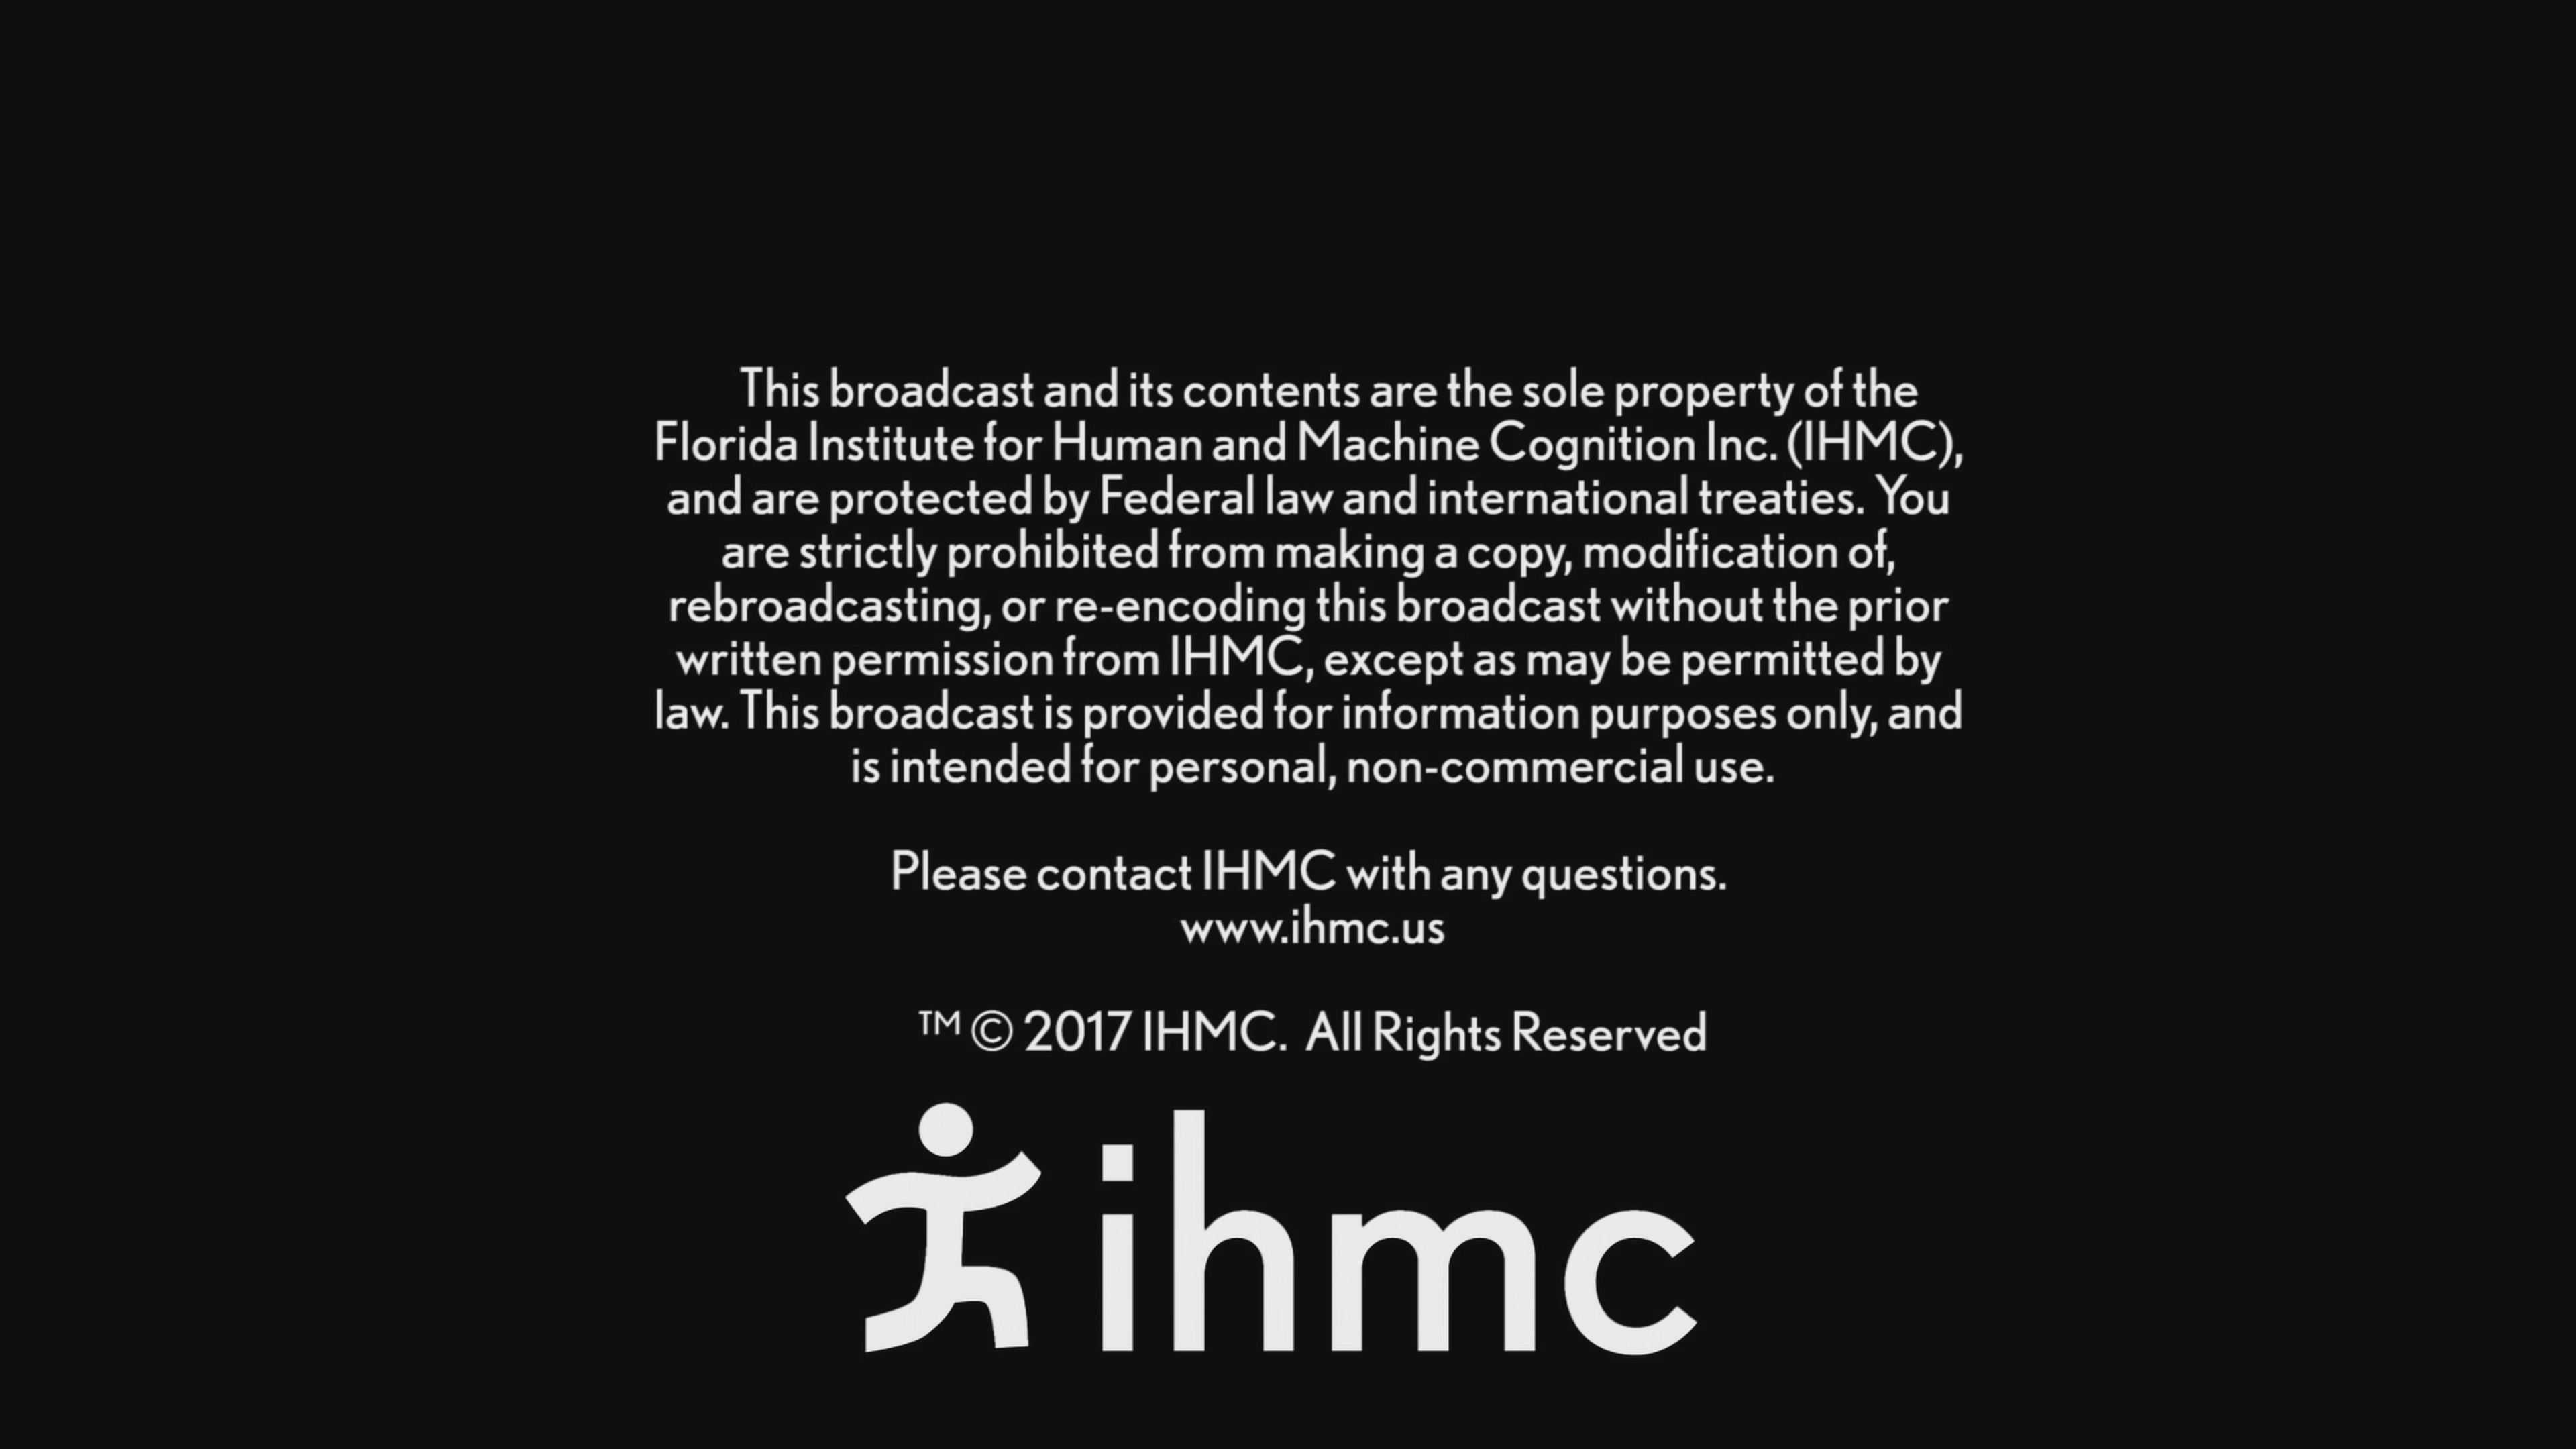 This broadcast and its contents are the sole property of the
Florida Institute for Human and Machine Cognition Inc. (IHMC),
and are protected by Federal law and international treaties. You
are strictly prohibited from making a copy, modification of,
rebroadcasting, or re-encoding this broadcast without the prior
written permission from IHMC, except as may be permitted by
law. This broadcast is provided for information purposes only, and
is intended for personal, non-commercial use.
Please contact IHMC with any questions.
www.ihmc.us
™ © 2017 IHMC. All Rights Reserved
ihmc